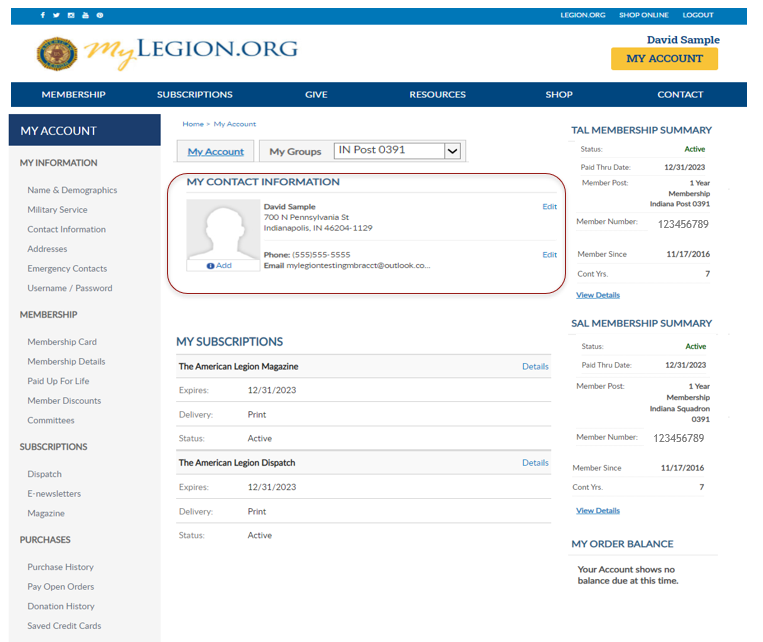 LEGION.ORG SHOP ONLINE LOGOUT
My LEGION.ORG
David Sample
MY ACCOUNT
MEMBERSHIP SUBSCRIPTIONS GIVE RESOURCES SHOP CONTACT
MY ACCOUNT
MY INFORMATION
Name & Demographics
Military Service
Contact Information
Addresses
Emergency Contacts
Username / Password
MEMBERSHIP
Membership Card
Membership Details
Paid Up For Life
Member Discounts
Committees
SUBSCRIPTIONS
Dispatch
E-newsletters
Magazine
PURCHASES
Purchase History
Pay Open Orders
Donation History
Saved Credit Cards
Home > My Account
My Account My Groups IN Post 0391
MY CONTACT INFORMATION
David Sample Edit
700 N Pennsylvania St
Indianapolis, IN 46204-1129
Phone: (555)555-5555 Edit
Email mylegiontestingmbracct@outlook.co...
Add
MY SUBSCRIPTIONS
The American Legion Magazine Details
Expires: 12/31/2023
Delivery: Print
Status: Active
The American Legion Dispatch Details
Expires: 12/31/2023
Delivery: Print
Status: Active
TAL MEMBERSHIP SUMMARY
Status: Active
Paid Thru Date: 12/31/2023
Member Post: 1 Year
Membership
Indiana Post 0391
Member Number: 123456789
Member Since 11/17/2016
Cont Yrs. 7
View Details
SAL MEMBERSHIP SUMMARY
Status: Active
Paid Thru Date: 12/31/2023
Member Post: 1 Year
Membership
Indiana Squadron
0391
Member Number: 123456789
Member Since 11/17/2016
Cont Yrs. 7
View Details
MY ORDER BALANCE
Your Account shows no
balance due at this time.